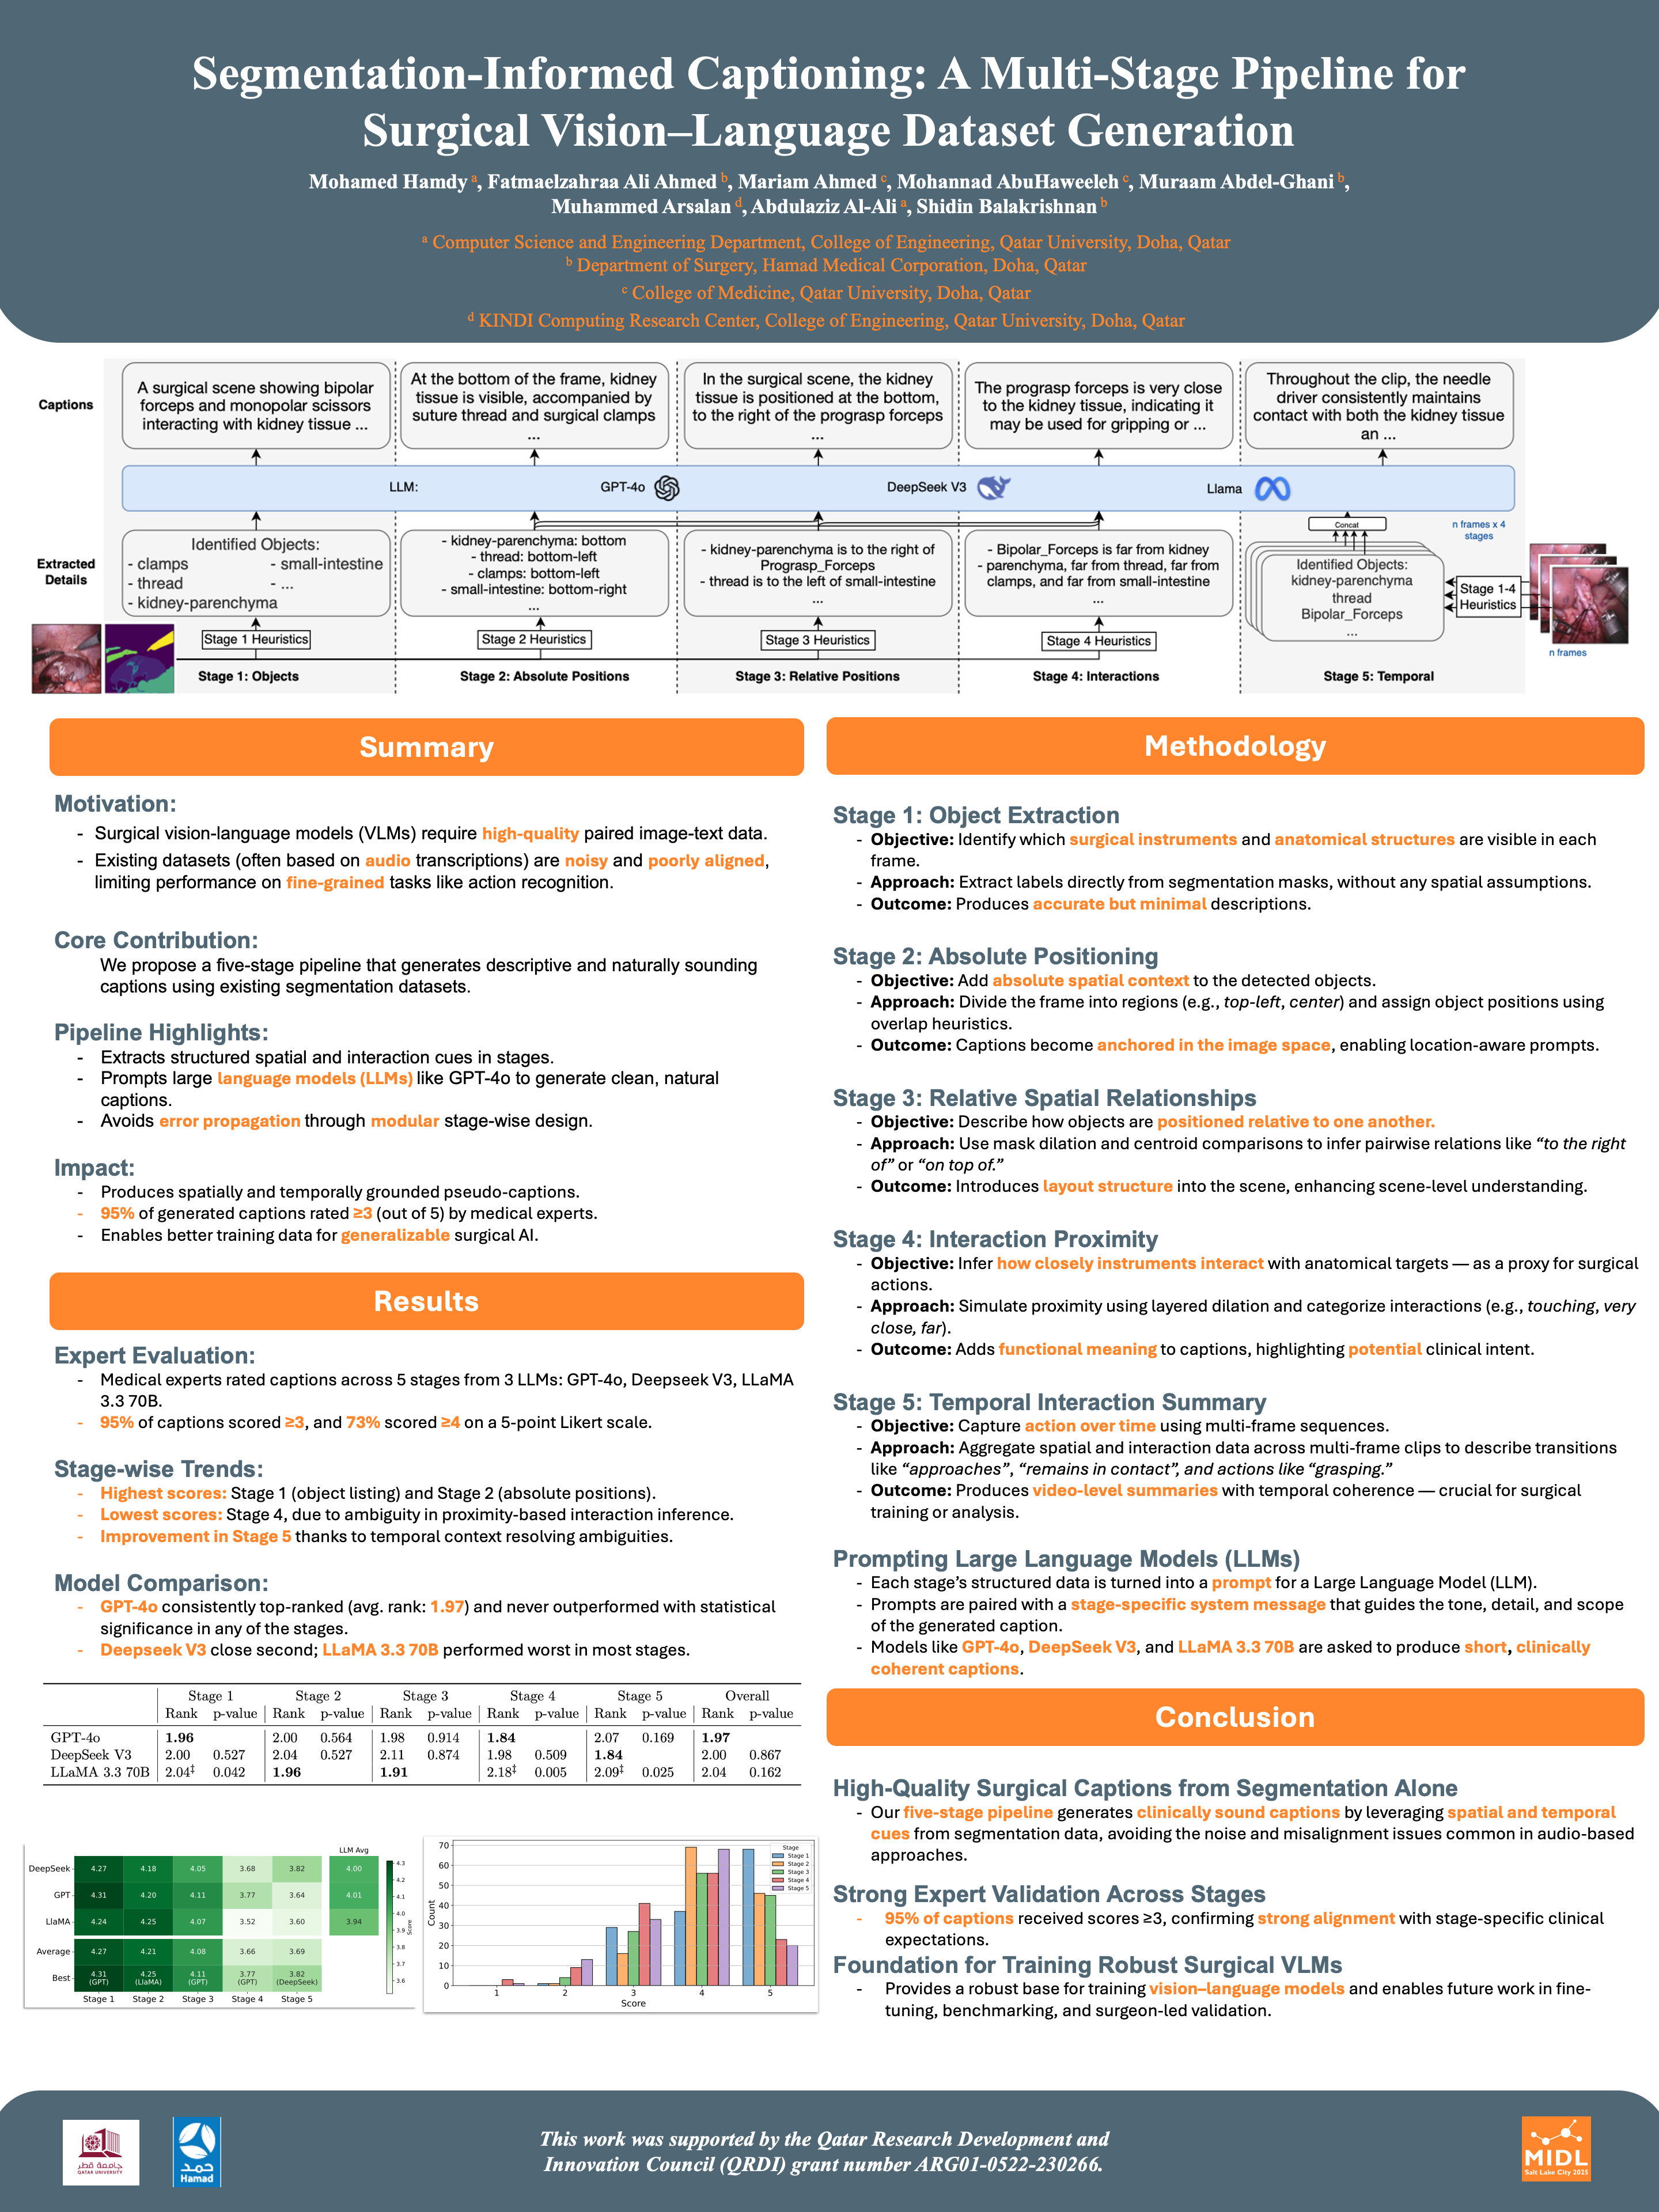 Segmentation-Informed Captioning: A Multi-Stage Pipeline for
Surgical Vision–Language Dataset Generation
Mohamed Hamdy a, Fatmaelzahraa Ali Ahmed b, Mariam Ahmed c, Mohannad AbuHaweeleh c, Muraam Abdel-Ghani b,
Muhammed Arsalan d, Abdulaziz Al-Ali a, Shidin Balakrishnan b
a Computer Science and Engineering Department, College of Engineering, Qatar University, Doha, Qatar
b Department of Surgery, Hamad Medical Corporation, Doha, Qatar
c College of Medicine, Qatar University, Doha, Qatar
d KINDI Computing Research Center, College of Engineering, Qatar University, Doha, Qatar
Captions
A surgical scene showing bipolar
forceps and monopolar scissors
interacting with kidney tissue ...
At the bottom of the frame, kidney
tissue is visible, accompanied by
suture thread and surgical clamps
...
In the surgical scene, the kidney
tissue is positioned at the bottom,
to the right of the prograsp forceps
...
The prograsp forceps is very close
to the kidney tissue, indicating it
may be used for gripping or ...
Throughout the clip, the needle
driver consistently maintains
contact with both the kidney tissue
an ...
LLM: GPT-4o DeepSeek V3 Llama
Extracted
Details
Identified Objects:
- clamps - small-intestine
- thread - ...
- kidney-parenchyma
- kidney-parenchyma: bottom
- thread: bottom-left
- clamps: bottom-left
- small-intestine: bottom-right
...
- kidney-parenchyma is to the right of
Prograsp_Forceps
- thread is to the left of small-intestine
...
- Bipolar_Forceps is far from kidney
- parenchyma, far from thread, far from
clamps, and far from small-intestine
...
Concat
n frames x 4
stages
Identified Objects:
kidney-parenchyma
thread
Bipolar_Forceps
...
Stage 1-4
Heuristics
n frames
Stage 1 Heuristics
Stage 2 Heuristics
Stage 3 Heuristics
Stage 4 Heuristics
Stage 1: Objects
Stage 2: Absolute Positions
Stage 3: Relative Positions
Stage 4: Interactions
Stage 5: Temporal
Summary
Motivation:
- Surgical vision-language models (VLMs) require high-quality paired image-text data.
- Existing datasets (often based on audio transcriptions) are noisy and poorly aligned,
limiting performance on fine-grained tasks like action recognition.
Core Contribution:
We propose a five-stage pipeline that generates descriptive and naturally sounding
captions using existing segmentation datasets.
Pipeline Highlights:
- Extracts structured spatial and interaction cues in stages.
- Prompts large language models (LLMs) like GPT-4o to generate clean, natural
captions.
- Avoids error propagation through modular stage-wise design.
Impact:
- Produces spatially and temporally grounded pseudo-captions.
- 95% of generated captions rated ≥3 (out of 5) by medical experts.
- Enables better training data for generalizable surgical AI.
Results
Expert Evaluation:
- Medical experts rated captions across 5 stages from 3 LLMs: GPT-4o, Deepseek V3, LLaMA
3.3 70B.
- 95% of captions scored ≥3, and 73% scored ≥4 on a 5-point Likert scale.
Stage-wise Trends:
- Highest scores: Stage 1 (object listing) and Stage 2 (absolute positions).
- Lowest scores: Stage 4, due to ambiguity in proximity-based interaction inference.
- Improvement in Stage 5 thanks to temporal context resolving ambiguities.
Model Comparison:
- GPT-4o consistently top-ranked (avg. rank: 1.97) and never outperformed with statistical
significance in any of the stages.
- Deepseek V3 close second; LLaMA 3.3 70B performed worst in most stages.
Stage 1 Stage 2 Stage 3 Stage 4 Stage 5 Overall
Rank p-value Rank p-value Rank p-value Rank p-value Rank p-value Rank p-value
GPT-4o 1.96 2.00 0.564 1.98 0.914 1.84 2.07 0.169 1.97
DeepSeek V3 2.00 0.527 2.04 0.527 2.11 0.874 1.98 0.509 1.84 2.00 0.867
LLaMA 3.3 70B 2.04‡ 0.042 1.96 1.91 2.18‡ 0.005 2.09‡ 0.025 2.04 0.162
LLM Avg
DeepSeek 4.27 4.18 4.05 3.68 3.82 4.00
GPT 4.31 4.20 4.11 3.77 3.64 4.01
LlaMA 4.24 4.25 4.07 3.52 3.60 3.94
Average 4.27 4.21 4.08 3.66 3.69
Best 4.31 4.25 4.11 3.77 3.82
(GPT) (LlaMA) (GPT) (GPT) (DeepSeek)
Stage 1 Stage 2 Stage 3 Stage 4 Stage 5
4.3
4.2
4.1
4.0
3.9
3.8
3.7
3.6
Score
70
60
50
40
30
20
10
0
Count
1 2 3 4 5
Score
Stage
Stage 1
Stage 2
Stage 3
Stage 4
Stage 5
Methodology
Stage 1: Object Extraction
- Objective: Identify which surgical instruments and anatomical structures are visible in each
frame.
- Approach: Extract labels directly from segmentation masks, without any spatial assumptions.
- Outcome: Produces accurate but minimal descriptions.
Stage 2: Absolute Positioning
- Objective: Add absolute spatial context to the detected objects.
- Approach: Divide the frame into regions (e.g., top-left, center) and assign object positions using
overlap heuristics.
- Outcome: Captions become anchored in the image space, enabling location-aware prompts.
Stage 3: Relative Spatial Relationships
- Objective: Describe how objects are positioned relative to one another.
- Approach: Use mask dilation and centroid comparisons to infer pairwise relations like “to the right
of” or “on top of.”
- Outcome: Introduces layout structure into the scene, enhancing scene-level understanding.
Stage 4: Interaction Proximity
- Objective: Infer how closely instruments interact with anatomical targets — as a proxy for surgical
actions.
- Approach: Simulate proximity using layered dilation and categorize interactions (e.g., touching, very
close, far).
- Outcome: Adds functional meaning to captions, highlighting potential clinical intent.
Stage 5: Temporal Interaction Summary
- Objective: Capture action over time using multi-frame sequences.
- Approach: Aggregate spatial and interaction data across multi-frame clips to describe transitions
like “approaches”, “remains in contact”, and actions like “grasping.”
- Outcome: Produces video-level summaries with temporal coherence — crucial for surgical
training or analysis.
Prompting Large Language Models (LLMs)
- Each stage’s structured data is turned into a prompt for a Large Language Model (LLM).
- Prompts are paired with a stage-specific system message that guides the tone, detail, and scope
of the generated caption.
- Models like GPT-4o, DeepSeek V3, and LLaMA 3.3 70B are asked to produce short, clinically
coherent captions.
Conclusion
High-Quality Surgical Captions from Segmentation Alone
- Our five-stage pipeline generates clinically sound captions by leveraging spatial and temporal
cues from segmentation data, avoiding the noise and misalignment issues common in audio-based
approaches.
Strong Expert Validation Across Stages
- 95% of captions received scores ≥3, confirming strong alignment with stage-specific clinical
expectations.
Foundation for Training Robust Surgical VLMs
- Provides a robust base for training vision–language models and enables future work in fine-
tuning, benchmarking, and surgeon-led validation.
جامعة قطر
QATAR UNIVERSITY
حمد
Hamad
This work was supported by the Qatar Research Development and
Innovation Council (QRDI) grant number ARG01-0522-230266.
MIDL
Salt Lake City 2025